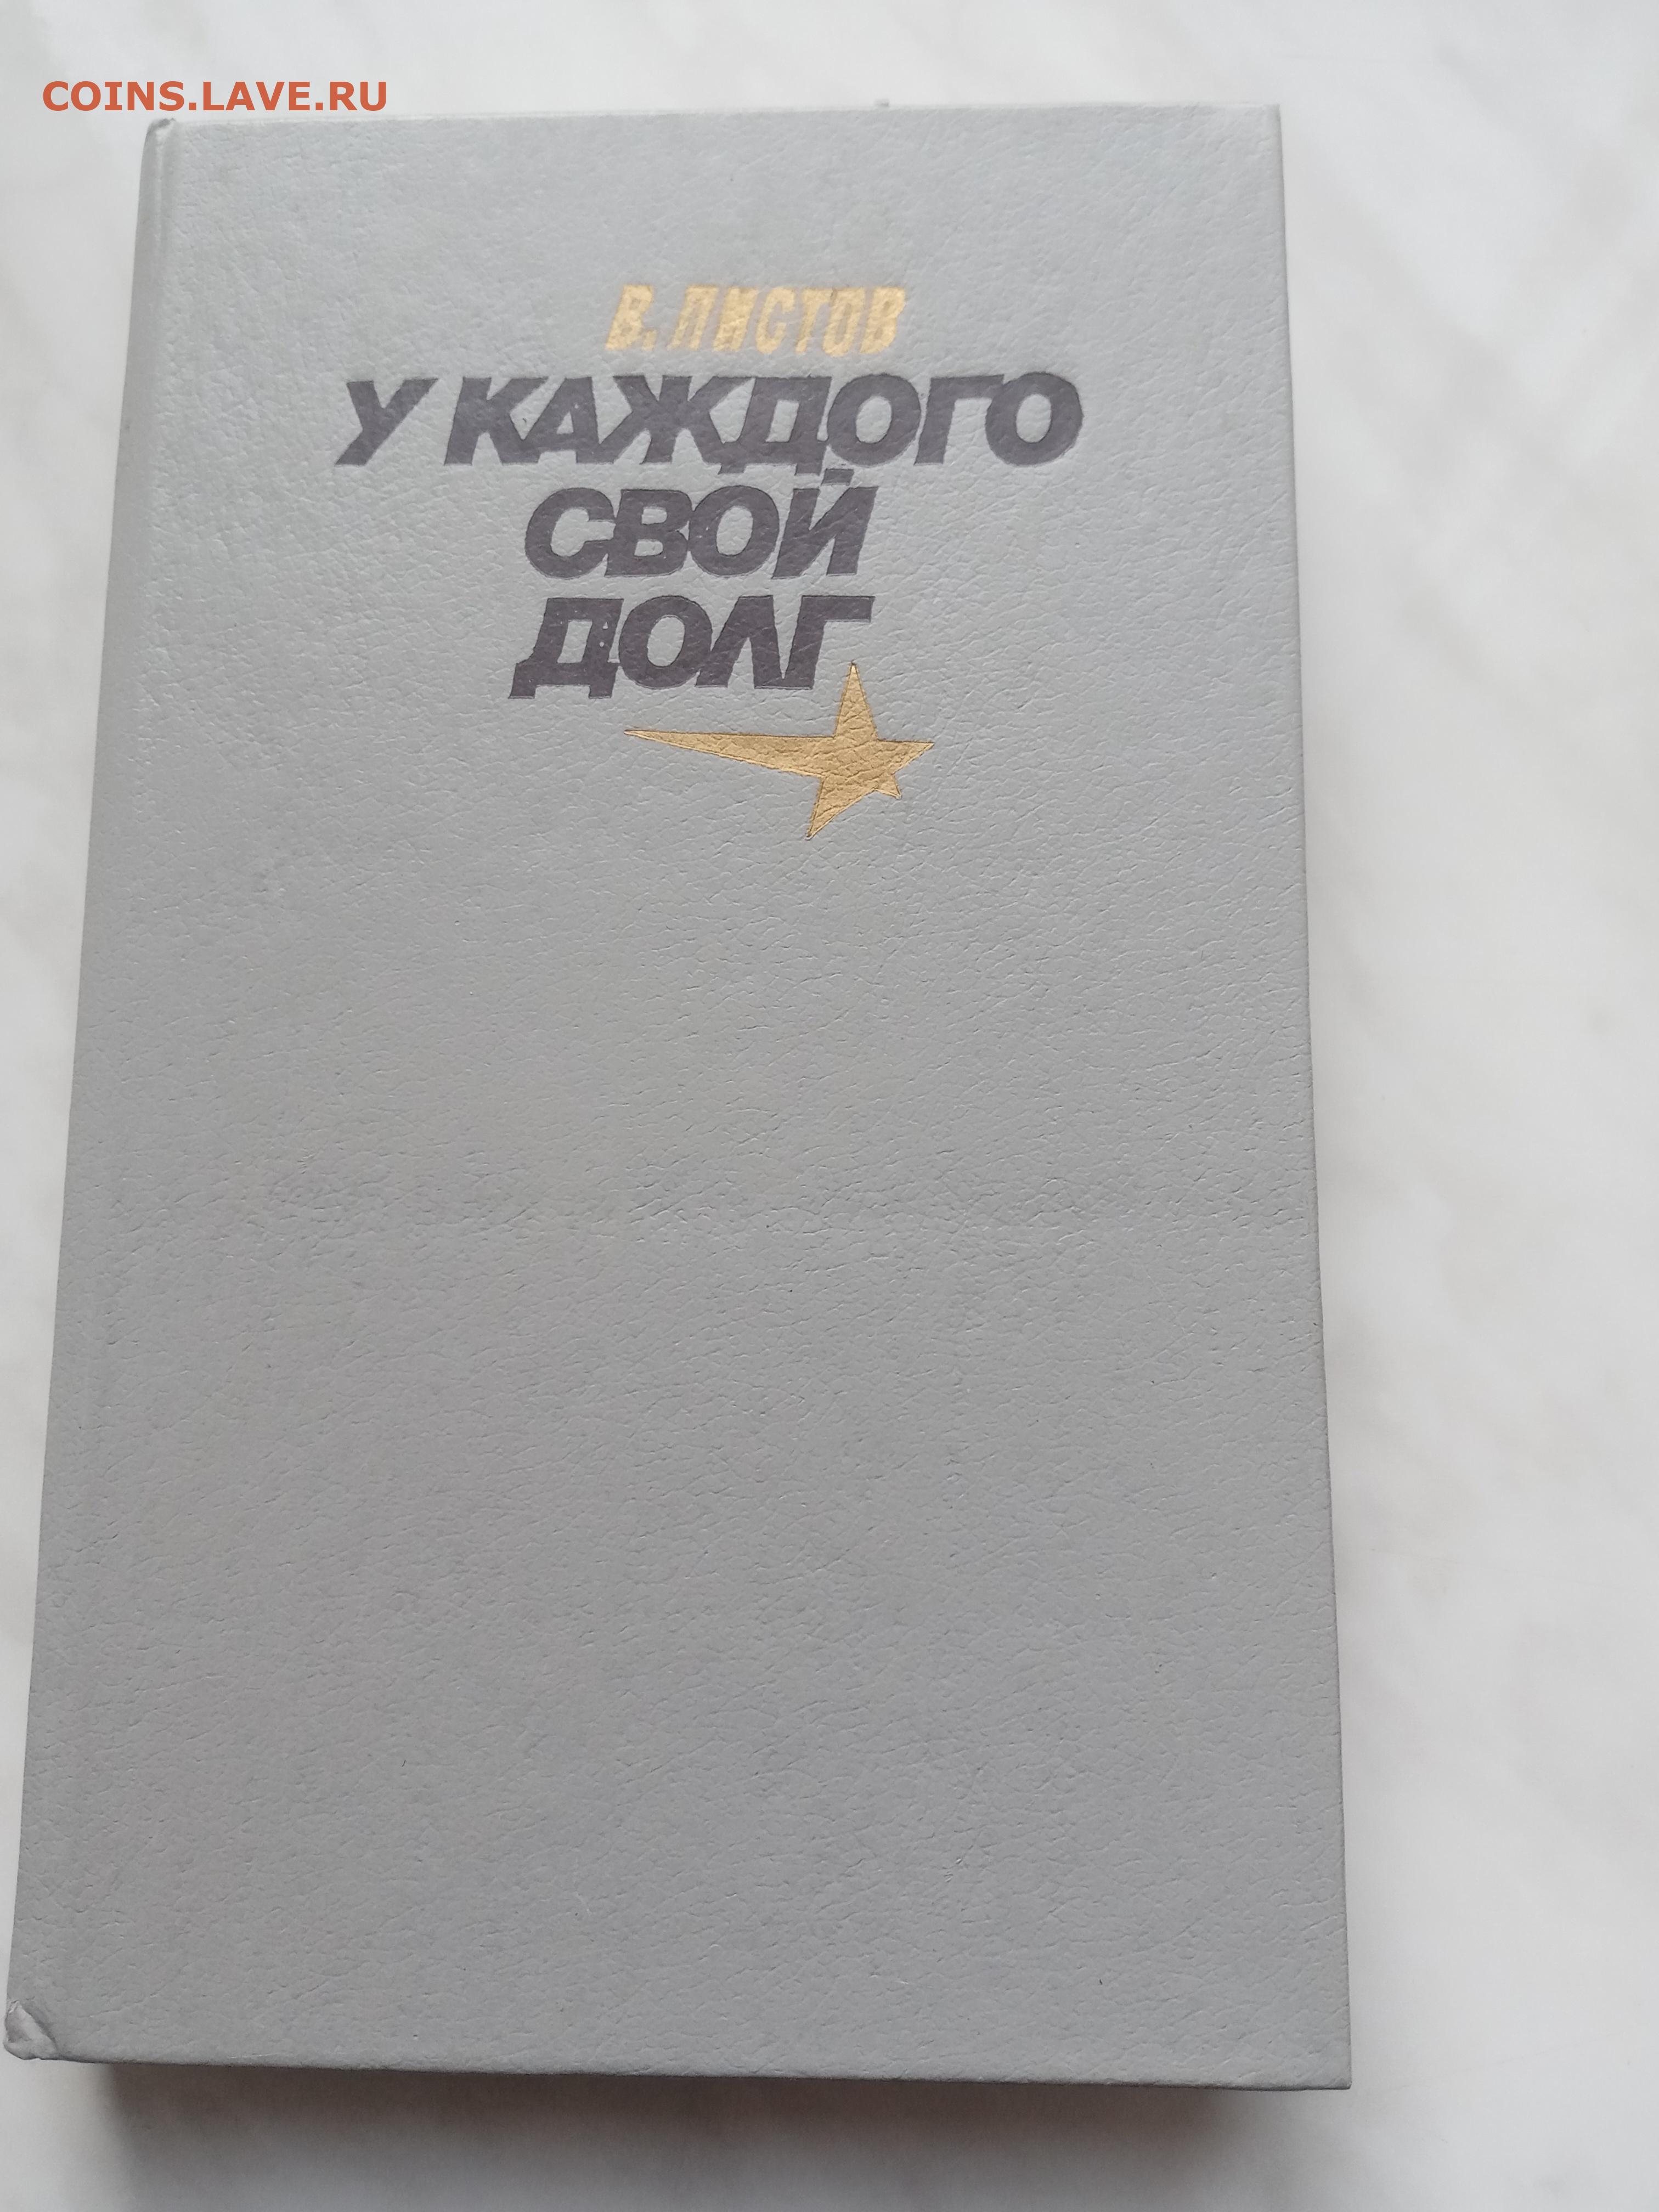 COINS.LAVE.RU
В. ЛИСТОВ
У КАЖДОГО
СВОЙ
ДОЛГ